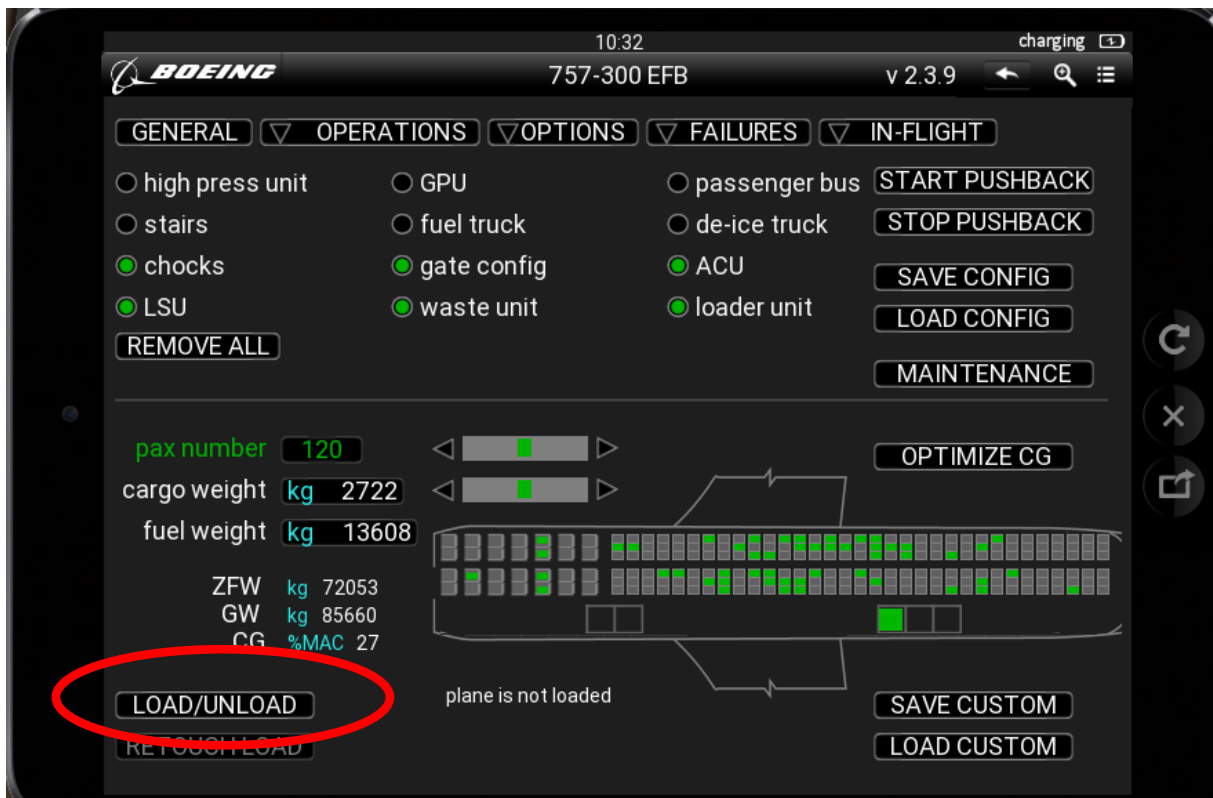 10:32 charging
BOEING 757-300 EFB v 2.3.9
GENERAL OPERATIONS OPTIONS FAILURES IN-FLIGHT
high press unit GPU passenger bus START PUSHBACK
stairs fuel truck de-ice truck STOP PUSHBACK
chocks gate config ACU SAVE CONFIG
LSU waste unit loader unit LOAD CONFIG
REMOVE ALL
MAINTENANCE
pax number 120 OPTIMIZE CG
cargo weight kg 2722
fuel weight kg 13608
ZFW kg 72053
GW kg 85660
CG %MAC 27
LOAD/UNLOAD plane is not loaded SAVE CUSTOM
RETOUCH LOAD LOAD CUSTOM